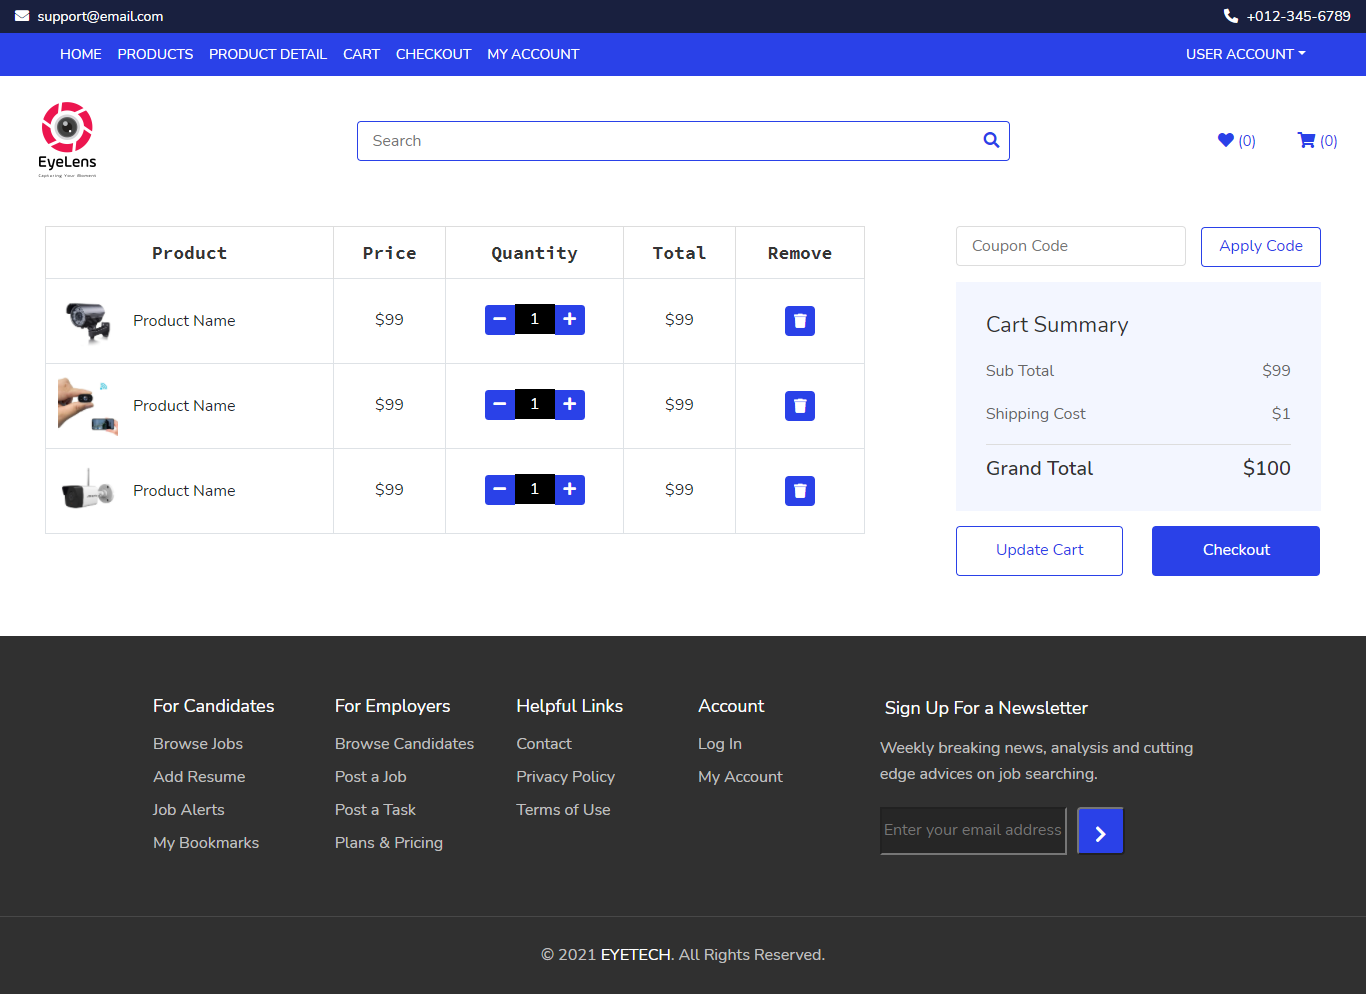 support@email.com
+012-345-6789
HOME PRODUCTS PRODUCT DETAIL CART CHECKOUT MY ACCOUNT
USER ACCOUNT
EyeLens
Capturing Your Moment
Search
(0)
(0)
Product Price Quantity Total Remove
Product Name $99 1 $99
Product Name $99 1 $99
Product Name $99 1 $99
Coupon Code
Apply Code
Cart Summary
Sub Total $99
Shipping Cost $1
Grand Total $100
Update Cart
Checkout
For Candidates
Browse Jobs
Add Resume
Job Alerts
My Bookmarks
For Employers
Browse Candidates
Post a Job
Post a Task
Plans & Pricing
Helpful Links
Contact
Privacy Policy
Terms of Use
Account
Log In
My Account
Sign Up For a Newsletter
Weekly breaking news, analysis and cutting
edge advices on job searching.
Enter your email address
© 2021 EYETECH. All Rights Reserved.